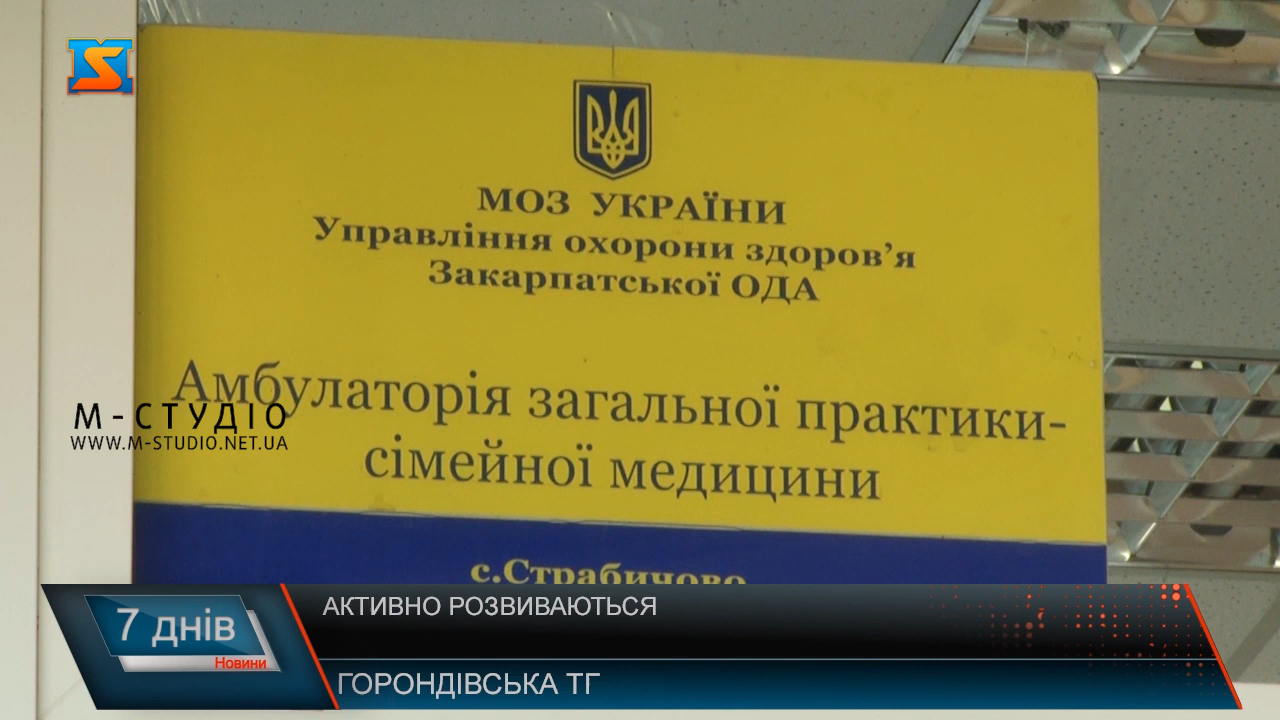 МОЗ УКРАЇНИ
Управління охорони здоров’я
Закарпатської ОДА
Амбулаторія загальної практики-
сімейної медицини
с.Страбичово
М-СТУДІО
WWW.M-STUDIO.NET.UA
7 днів
Новини
АКТИВНО РОЗВИВАЮТЬСЯ
ГОРОНДІВСЬКА ТГ